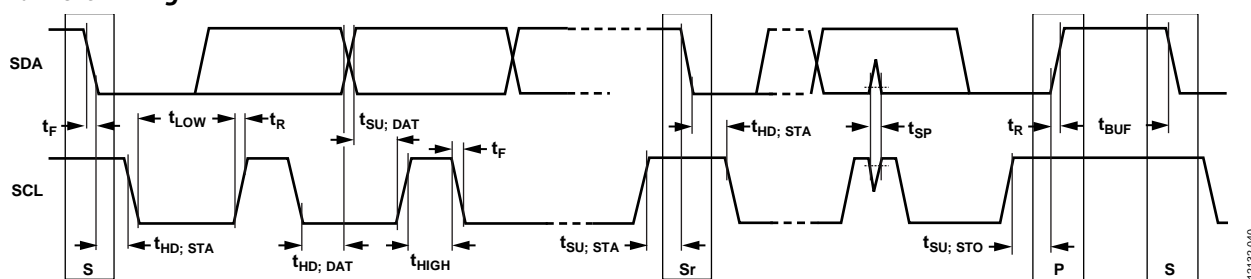 SDA
tF
tLOW
tR
tSU; DAT
tF
tHD; STA
tSP
tR
tBUF
SCL
tHD; STA
tHD; DAT
tHIGH
tSU; STA
tSU; STO
S
Sr
P
S